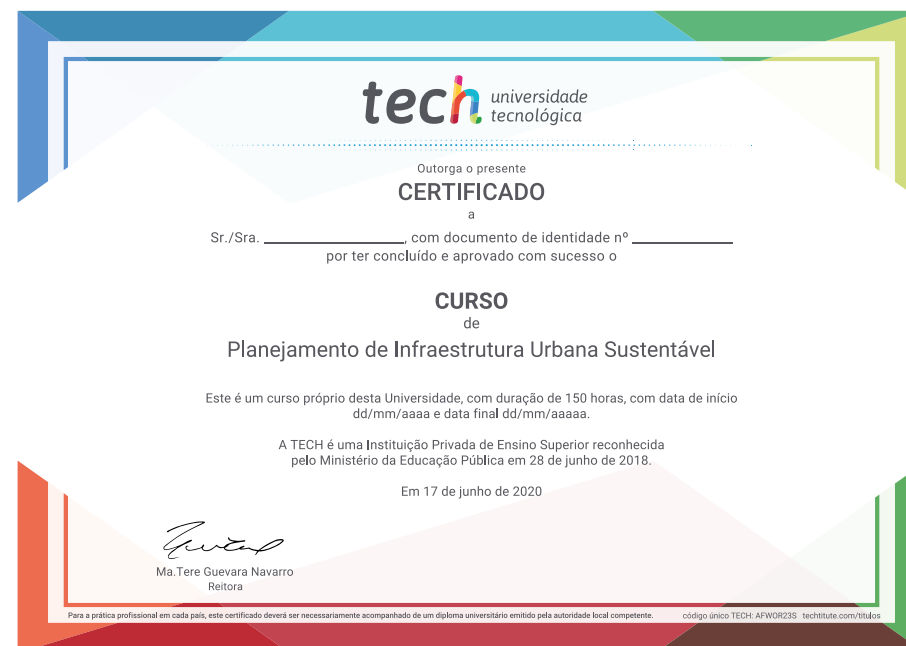 tech universidade
tecnológica
Outorga o presente
CERTIFICADO
a
Sr./Sra. ____________________, com documento de identidade nº ______________
por ter concluído e aprovado com sucesso o
CURSO
de
Planejamento de Infraestrutura Urbana Sustentável
Este é um curso próprio desta Universidade, com duração de 150 horas, com data de início
dd/mm/aaaa e data final dd/mm/aaaaa.
A TECH é uma Instituição Privada de Ensino Superior reconhecida
pelo Ministério da Educação Pública em 28 de junho de 2018.
Em 17 de junho de 2020
Ma.Tere Guevara Navarro
Reitora
Para a prática profissional em cada país, este certificado deverá ser necessariamente acompanhado de um diploma universitário emitido pela autoridade local competente. código único TECH: AFWOR23S techtitute.com/titulos